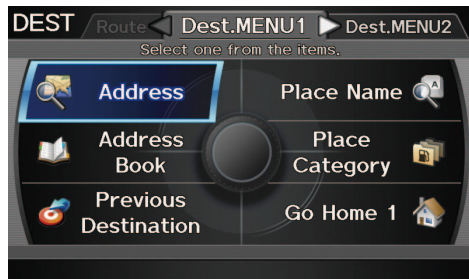 DEST Route Dest.MENU1 Dest.MENU2
Select one from the items.
Address
Place Name
A
Address
Book
Place
Category
Previous
Destination
Go Home 1